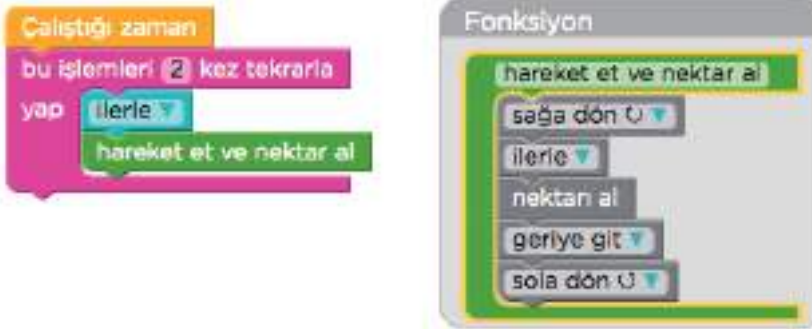 Çalıştığı zaman
bu işlemleri 2 kez tekrarla
yap ilerle
hareket et ve nektar al
Fonksiyon
hareket et ve nektar al
sağa dön
ilerle
nektarı al
geriye git
sola dön